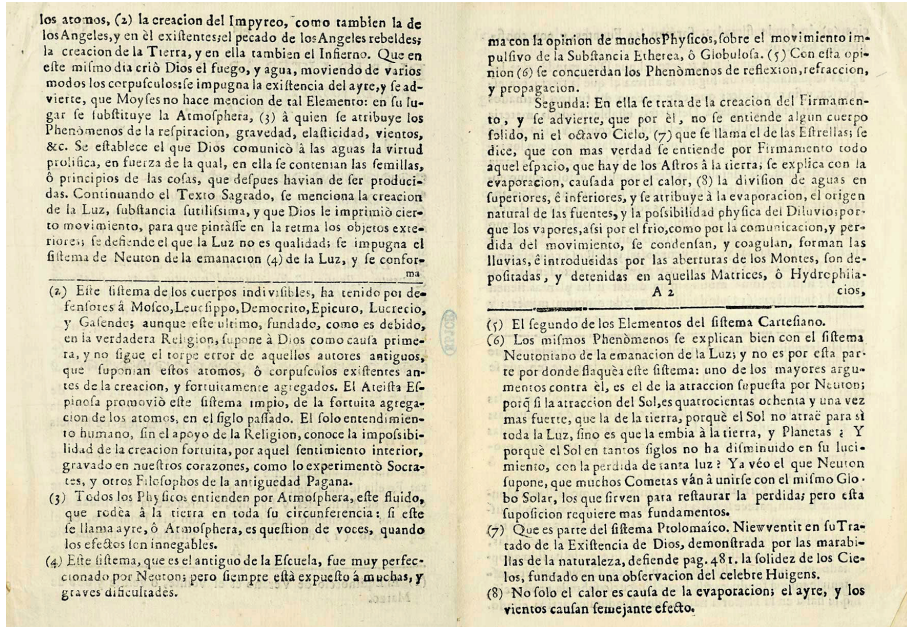 los atomos, (2) la creacion del Impyreo, como tambien la de
los Angeles, y en èl existentes; el pecado de los Angeles rebeldes;
la creacion de la Tierra, y en ella tambien el Infierno. Que en
este mismo dia criò Dios el fuego, y agua, moviendo de varios
modos los corpusculos: se impugna la existencia del ayre, y se ad-
vierte, que Moyses no hace mencion de tal Elemento: en su lu-
gar se substituye la Atmosphera, (3) à quien se atribuye los
Phenòmenos de la respiracion, gravedad, elasticidad, vientos,
&c. Se establece el que Dios comunicò à las aguas la virtud
prolifica, en fuerza de la qual, en ella se contenian las semillas,
ô principios de las cosas, que despues havian de ser produci-
das. Continuando el Texto Sagrado, se menciona la creacion
de la Luz, substancia sutilissima, y que Dios le imprimiò cier-
to movimiento, para que pintàsse en la retina los objetos exte-
riores; se defiende el que la Luz no es qualidad; se impugna el
sistema de Neuton de la emanacion (4) de la Luz, y se confor-
ma
(2) Este sistema de los cuerpos indivisibles, ha tenido por de-
fensores â Mosco, Leucsippo, Democrito, Epicuro, Lucrecio,
y Gasende; aunque este ultimo, fundado, como es debido,
en la verdadera Religion, supone à Dios como causa prime-
ra, y no sigue el torpe error de aquellos autores antiguos,
que suponian estos atomos, ô corpusculos existentes an-
tes de la creacion, y fortuitamente agregados. El Ateista Es-
pinosa promoviò este sistema impio, de la fortuita agrega-
cion de los atomos, en el siglo passado. El solo entendimien-
to humano, sin el apoyo de la Religion, conoce la impossibi-
lidad de la creacion fortuita, por aquel sentimiento interior,
gravado en nuestros corazones, como lo experimentò Socra-
tes, y otros Filosophos de la antiguedad Pagana.
(3) Todos los Physicos entienden por Atmosphera, este fluido,
que rodèa à la tierra en toda su circunferencia: si este
se llama ayre, ô Atmosphera, es question de voces, quando
los efectos son innegables.
(4) Este sistema, que es el antiguo de la Escuela, fue muy perfec-
cionado por Neuton; pero siempre està expuesto à muchas, y
graves dificultades.
ma con la opinion de muchos Physicos, sobre el movimiento im-
pulsivo de la Substancia Etherea, ô Globulosa. (5) Con esta opi-
nion (6) se concuerdan los Phenòmenos de reflexion, refraccion,
y propagacion.
Segunda: En ella se trata de la creacion del Firmamen-
to, y se advierte, que por èl, no se entiende algun cuerpo
solido, ni el octavo Cielo, (7) que se llama el de las Estrellas; se
dice, que con mas verdad se entiende por Firmamento todo
aquel espacio, que hay de los Astros à la tierra; se explica con la
evaporacion, causada por el calor, (8) la division de aguas en
superiores, ê inferiores, y se atribuye à la evaporacion, el origen
natural de las fuentes, y la possibilidad physica del Diluvio; por-
que los vapores, assi por el frio, como por la comunicacion, y per-
dida del movimiento, se condensan, y coagulan, forman las
lluvias, ê introducidas por las aberturas de los Montes, son de-
positadas, y detenidas en aquellas Matrices, ô Hydrophila-
A 2 cios,
(5) El segundo de los Elementos del sistema Cartesiano.
(6) Los mismos Phenòmenos se explican bien con el sistema
Neutoniano de la emanacion de la Luz; y no es por esta par-
te por donde flaquèa este sistema: uno de los mayores argu-
mentos contra èl, es el de la atraccion supuesta por Neuton;
porq̃ si la atraccion del Sol, es quatrocientas ochenta y una vez
mas fuerte, que la de la tierra, porquè el Sol no atraë para sì
toda la Luz, sino es que la embia à la tierra, y Planetas ? Y
porquè el Sol en tantos siglos no ha disminuido en su luci-
miento, con la perdida de tanta luz ? Ya véo el que Neuton
supone, que muchos Cometas vân â unirse con el mismo Glo-
bo Solar, los que sirven para restaurar la perdida; pero esta
suposicion requiere mas fundamentos.
(7) Que es parte del sistema Ptolomaíco. Niewventit en su Tra-
tado de la Existencia de Dios, demonstrada por las marabi-
llas de la naturaleza, defiende pag. 481. la solidez de los Cie-
los, fundado en una observacion del celebre Huigens.
(8) No solo el calor es causa de la evaporacion; el ayre, y los
vientos causan semejante efecto.